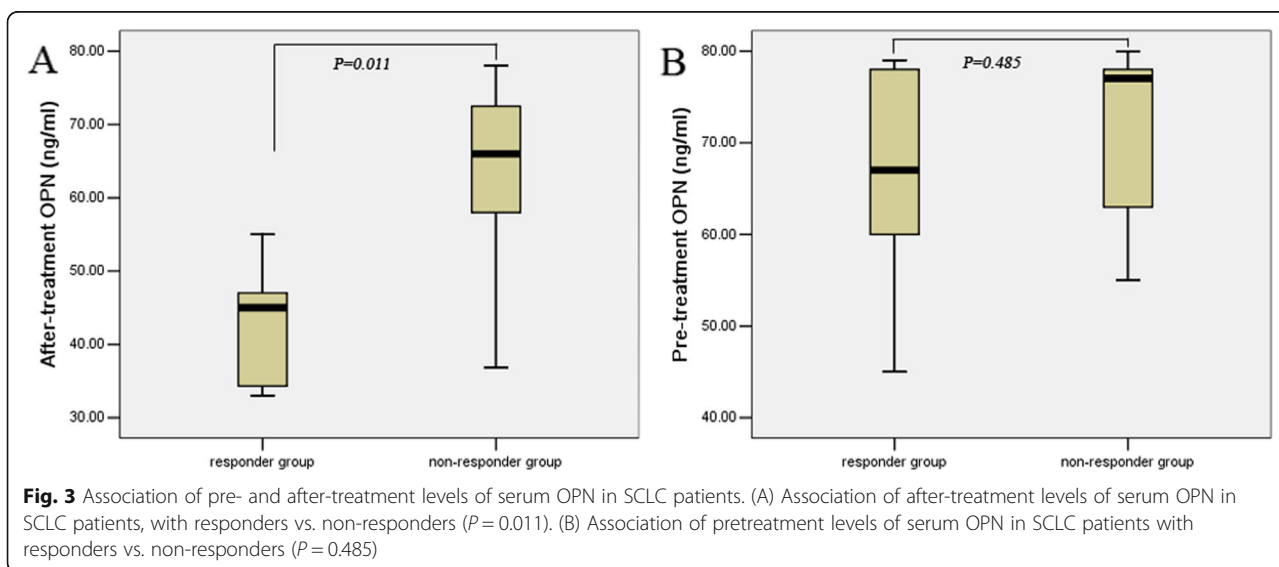 A
P=0.011
After-treatment OPN (ng/ml)
80.00
70.00
60.00
50.00
40.00
30.00
responder group
non-responder group
B
P=0.485
Pre-treatment OPN (ng/ml)
80.00
70.00
60.00
50.00
40.00
responder group
non-responder group
Fig. 3 Association of pre- and after-treatment levels of serum OPN in SCLC patients. (A) Association of after-treatment levels of serum OPN in
SCLC patients, with responders vs. non-responders (P = 0.011). (B) Association of pretreatment levels of serum OPN in SCLC patients with
responders vs. non-responders (P = 0.485)